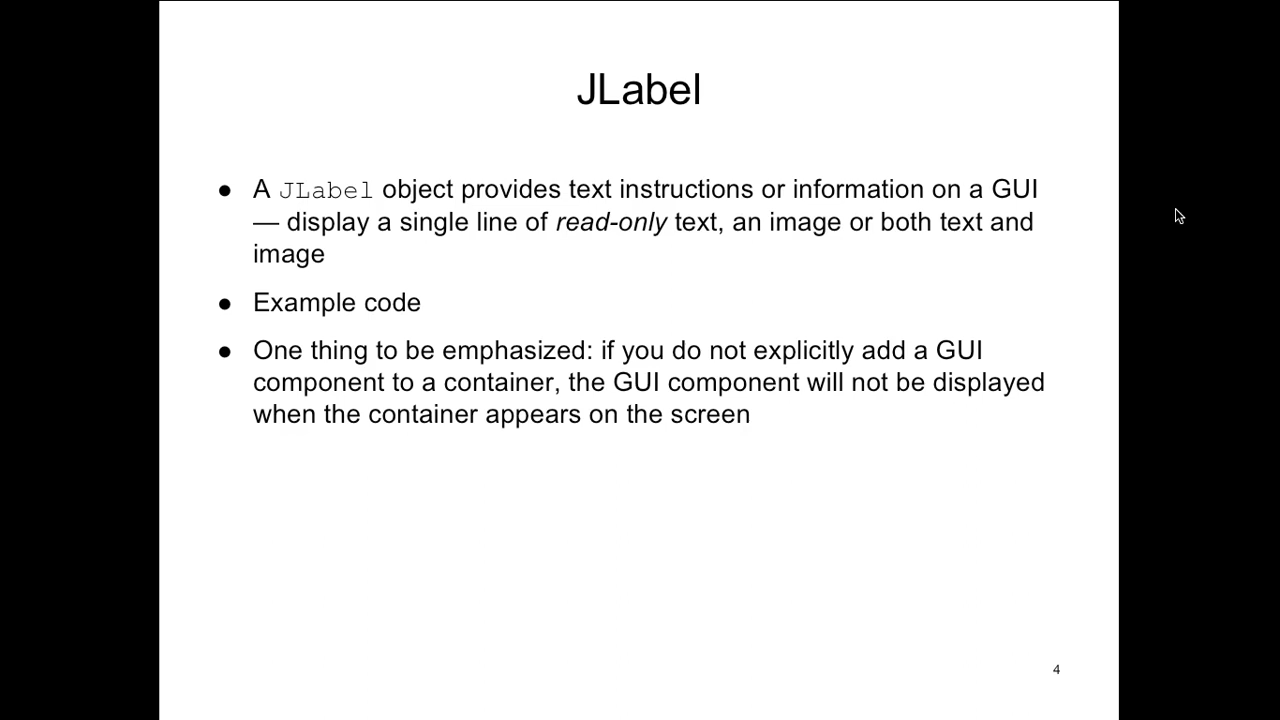 JLabel
● A JLabel object provides text instructions or information on a GUI
— display a single line of read-only text, an image or both text and
image
● Example code
● One thing to be emphasized: if you do not explicitly add a GUI
component to a container, the GUI component will not be displayed
when the container appears on the screen
4